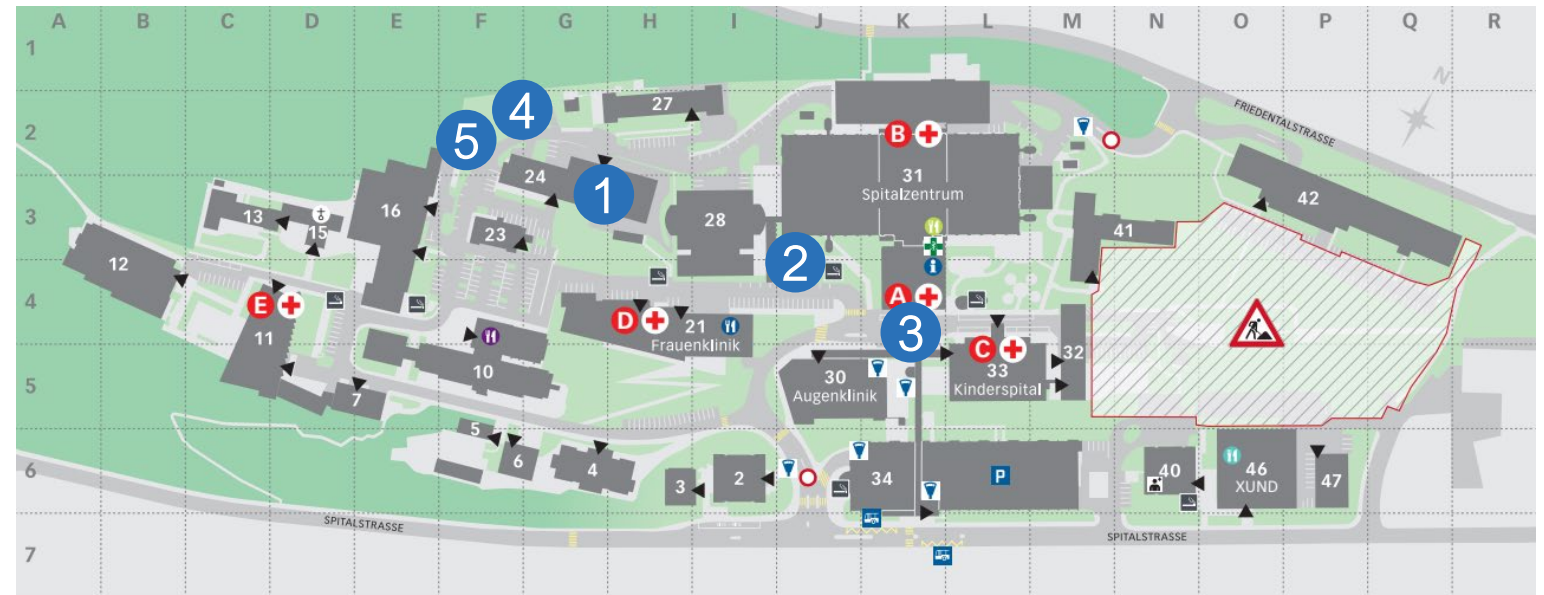 A B C D E F G H I J K L M N O P Q R
1
N
4
27
FRIEDENTALSTRASSE
2
5
B
24
31
Spitalzentrum
42
1
3
13
15
16
23
28
41
12
2
i
4
E
A
D
21
Frauenklinik
3
11
C
32
33
Kinderspital
10
30
Augenklinik
5
7
5
6
4
6
3
2
34
P
40
46
XUND
47
SPITALSTRASSE
SPITALSTRASSE
7